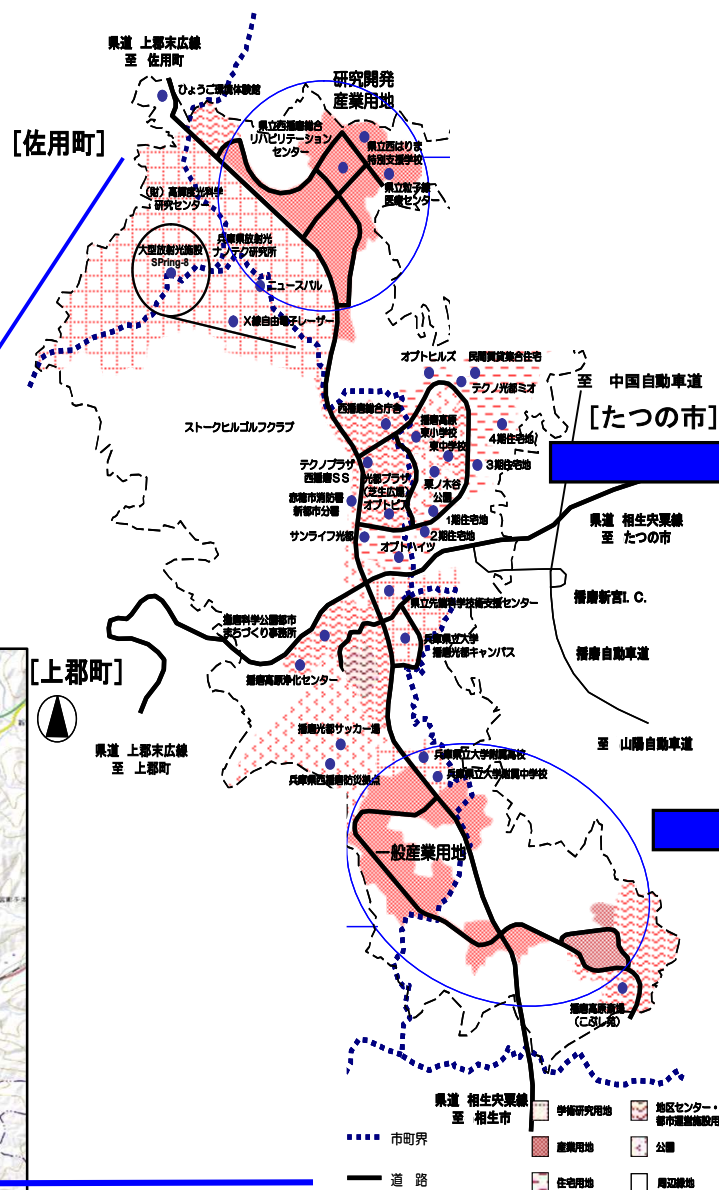 県道 上郡末広線
至 佐用町
ひょうご環境体験館
研究開発
産業用地
[佐用町]
県立西播磨総合
リハビリテーション
センター
県立西はりま
特別支援学校
県立粒子線
医療センター
(財)高輝度光科学
研究センター
兵庫県放射光
ナノテク研究所
大型放射光施設
SPring-8
ニュースバル
X線自由電子レーザー
オプトヒルズ
民間賃貸集合住宅
テクノ光都ミオ
至 中国自動車道
[たつの市]
西播磨総合庁舎
播磨高原
東小学校
東中学校
4期住宅地
ストークヒルゴルフクラブ
テクノプラザ
西播磨SS
光都プラザ
(芝生広場)
オプトピア
東ノ木谷
公園
3期住宅地
赤穂市消防署
新都市分署
1期住宅地
2期住宅地
サンライフ光都
オプトハイツ
県道 相生宍粟線
至 たつの市
県立先端科学技術支援センター
播磨新宮I.C.
播磨科学公園都市
まちづくり事務所
兵庫県立大学
播磨光都キャンパス
播磨自動車道
[上郡町]
播磨高原浄化センター
播磨光都サッカー場
県道 上郡末広線
至 上郡町
至 山陽自動車道
兵庫県立大学附属高校
兵庫県立大学附属中学校
兵庫県西播磨防災拠点
一般産業用地
播磨高原斎場
(こぶし苑)
県道 相生宍粟線
至 相生市
学術研究用地
地区センター・
都市運営施設用
市町界
産業用地
公園
道路
住宅用地
周辺緑地